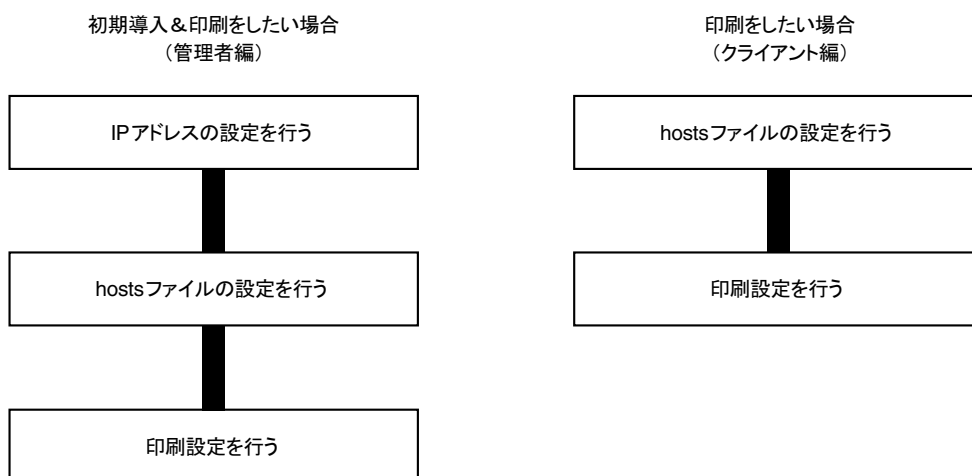 初期導入＆印刷をしたい場合
（管理者編）
IPアドレスの設定を行う
hostsファイルの設定を行う
印刷設定を行う
印刷をしたい場合
（クライアント編）
hostsファイルの設定を行う
印刷設定を行う